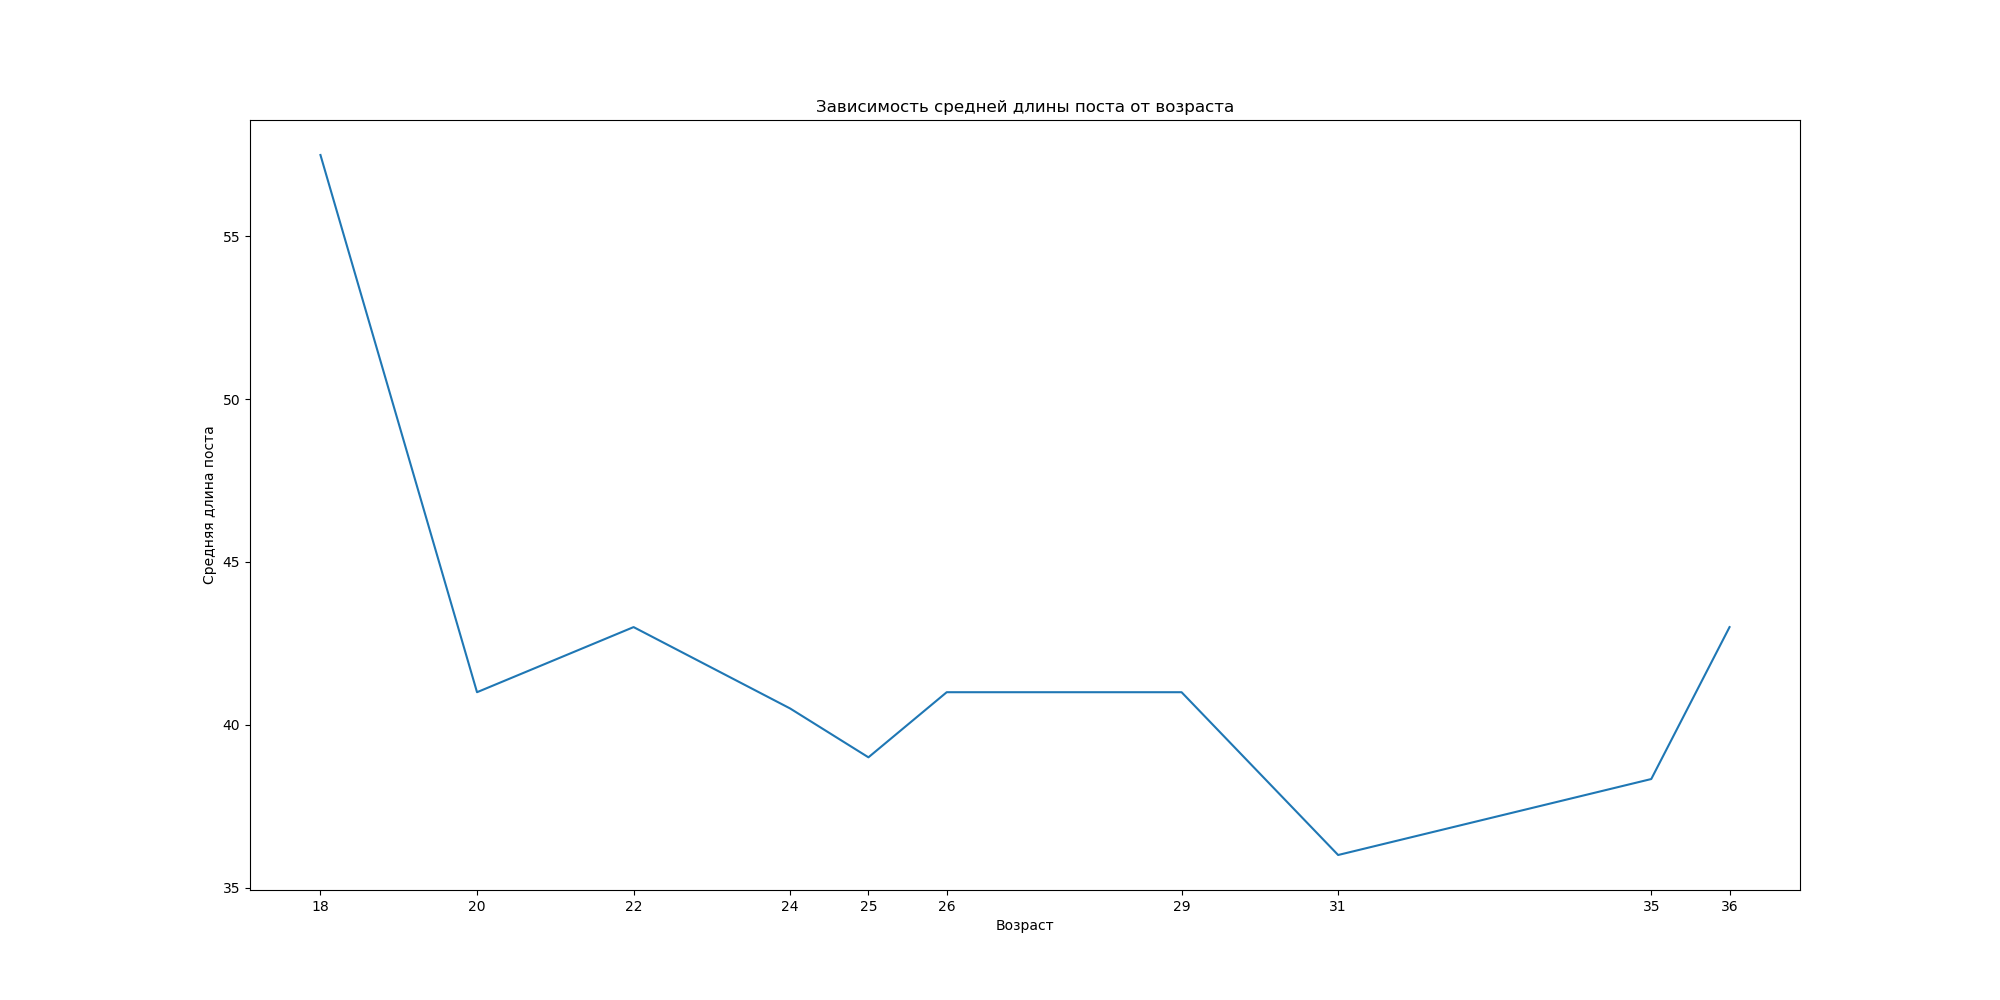 Зависимость средней длины поста от возраста
Средняя длина поста
55
50
45
40
35
18 20 22 24 25 26 29 31 35 36
Возраст